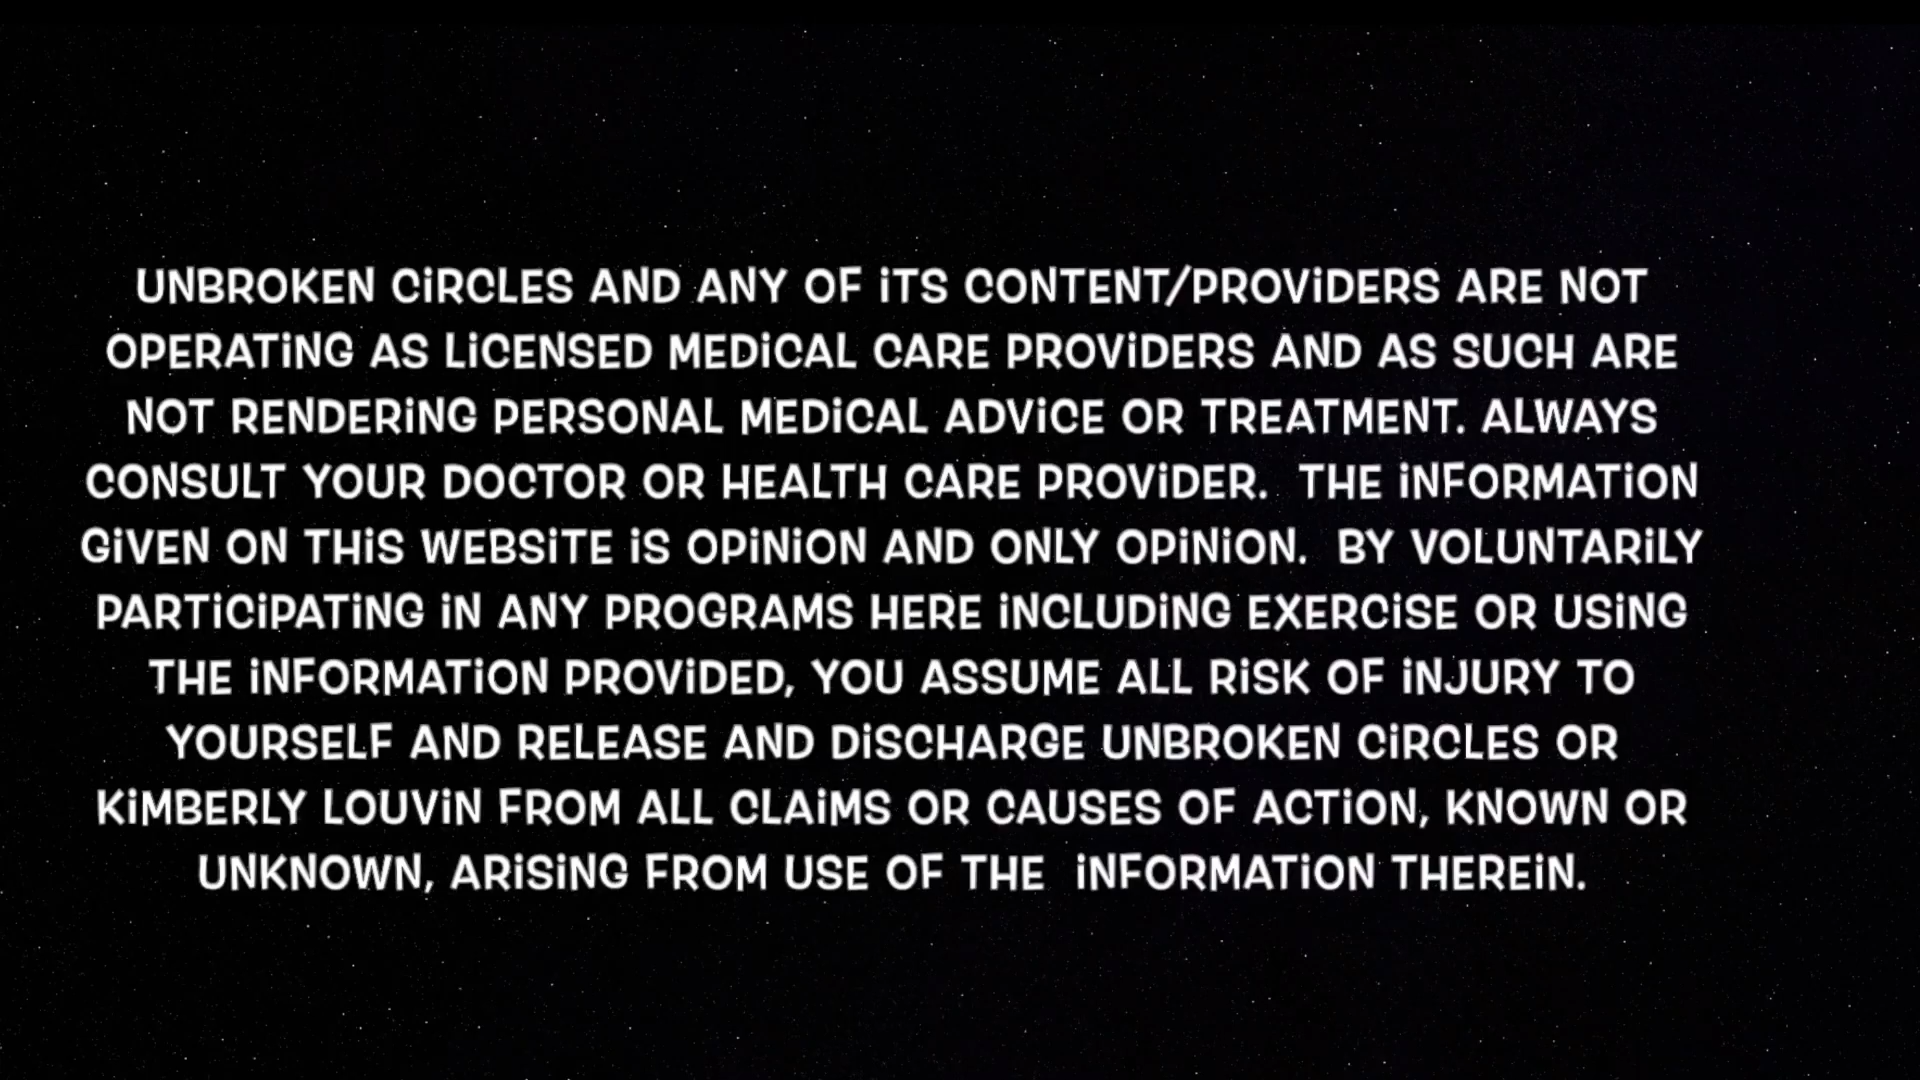 UNBROKEN CiRCLES AND ANY OF iTS CONTENT/PROViDERS ARE NOT
OPERATiNG AS LiCENSED MEDiCAL CARE PROViDERS AND AS SUCH ARE
NOT RENDERiNG PERSONAL MEDiCAL ADViCE OR TREATMENT. ALWAYS
CONSULT YOUR DOCTOR OR HEALTH CARE PROViDER.  THE iNFORMATiON
GiVEN ON THiS WEBSiTE iS OPiNiON AND ONLY OPiNiON.  BY VOLUNTARiLY
PARTiCiPATiNG iN ANY PROGRAMS HERE iNCLUDiNG EXERCiSE OR USiNG
THE iNFORMATiON PROViDED, YOU ASSUME ALL RiSK OF iNJURY TO
YOURSELF AND RELEASE AND DiSCHARGE UNBROKEN CiRCLES OR
KiMBERLY LOUViN FROM ALL CLAiMS OR CAUSES OF ACTiON, KNOWN OR
UNKNOWN, ARiSiNG FROM USE OF THE  iNFORMATiON THEREiN.